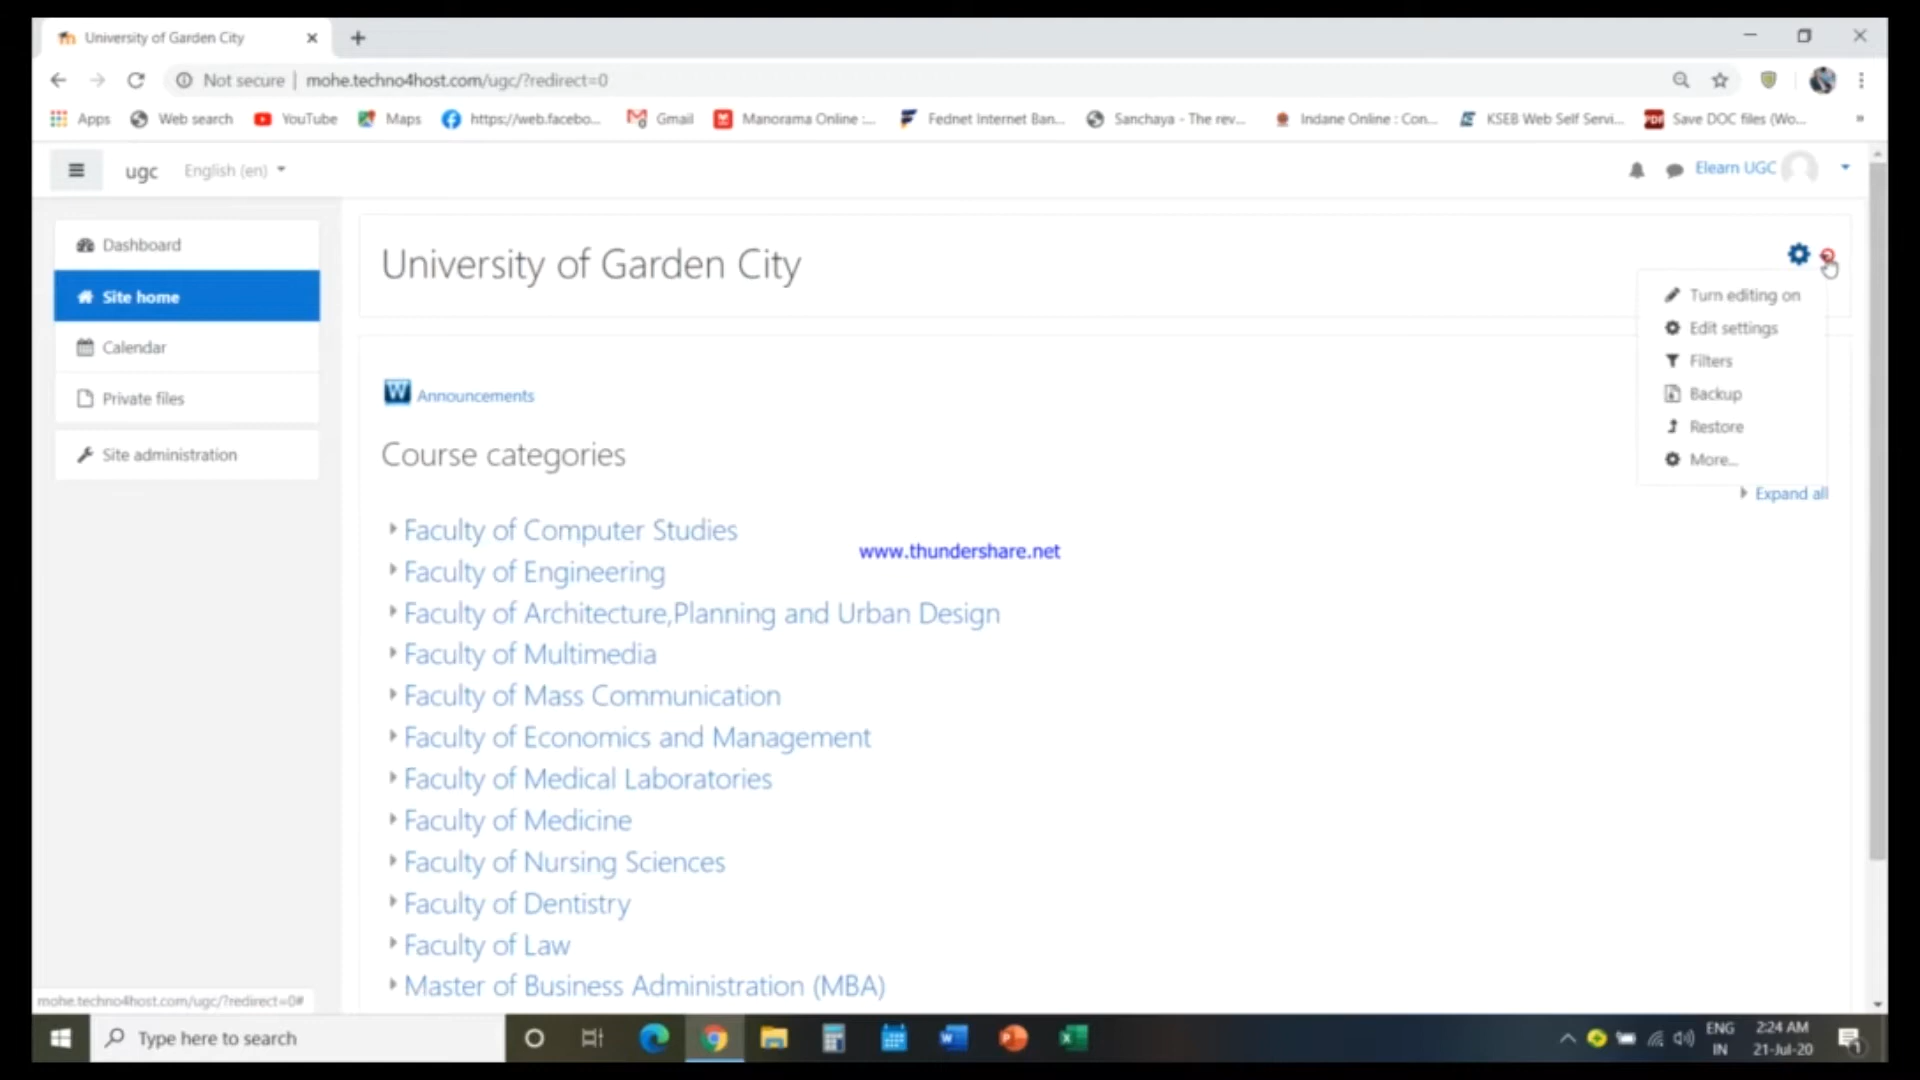 University of Garden City
Not secure | mohe.techno4host.com/ugc/?redirect=0
Apps Web search YouTube Maps https://web.facebo... Gmail Manorama Online :... Fednet Internet Ban... Sanchaya - The rev... Indane Online : Con... KSEB Web Self Servi... Save DOC files (Wo... »
ugc English (en) Elearn UGC
Dashboard
Site home
Calendar
Private files
Site administration
University of Garden City
Turn editing on
Edit settings
Filters
Backup
Restore
More...
Announcements
Course categories
Expand all
Faculty of Computer Studies
www.thundershare.net
Faculty of Engineering
Faculty of Architecture,Planning and Urban Design
Faculty of Multimedia
Faculty of Mass Communication
Faculty of Economics and Management
Faculty of Medical Laboratories
Faculty of Medicine
Faculty of Nursing Sciences
Faculty of Dentistry
Faculty of Law
Master of Business Administration (MBA)
mohe.techno4host.com/ugc/?redirect=0#
Type here to search
ENG
IN
2:24 AM
21-Jul-20